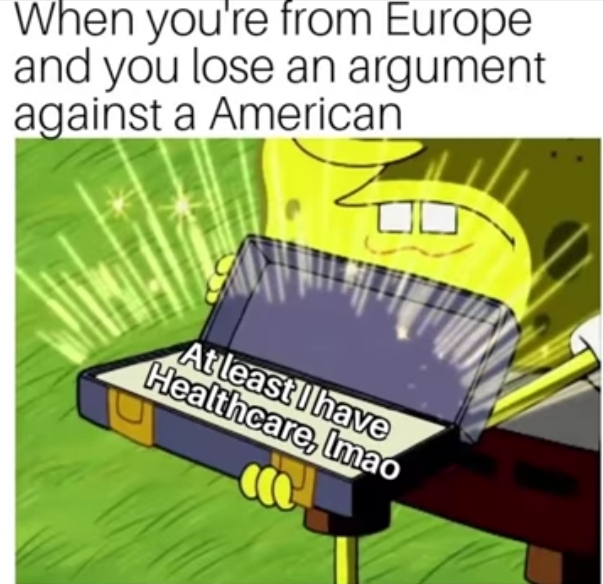 When you're from Europe
and you lose an argument
against a American
At least I have
Healthcare, lmao